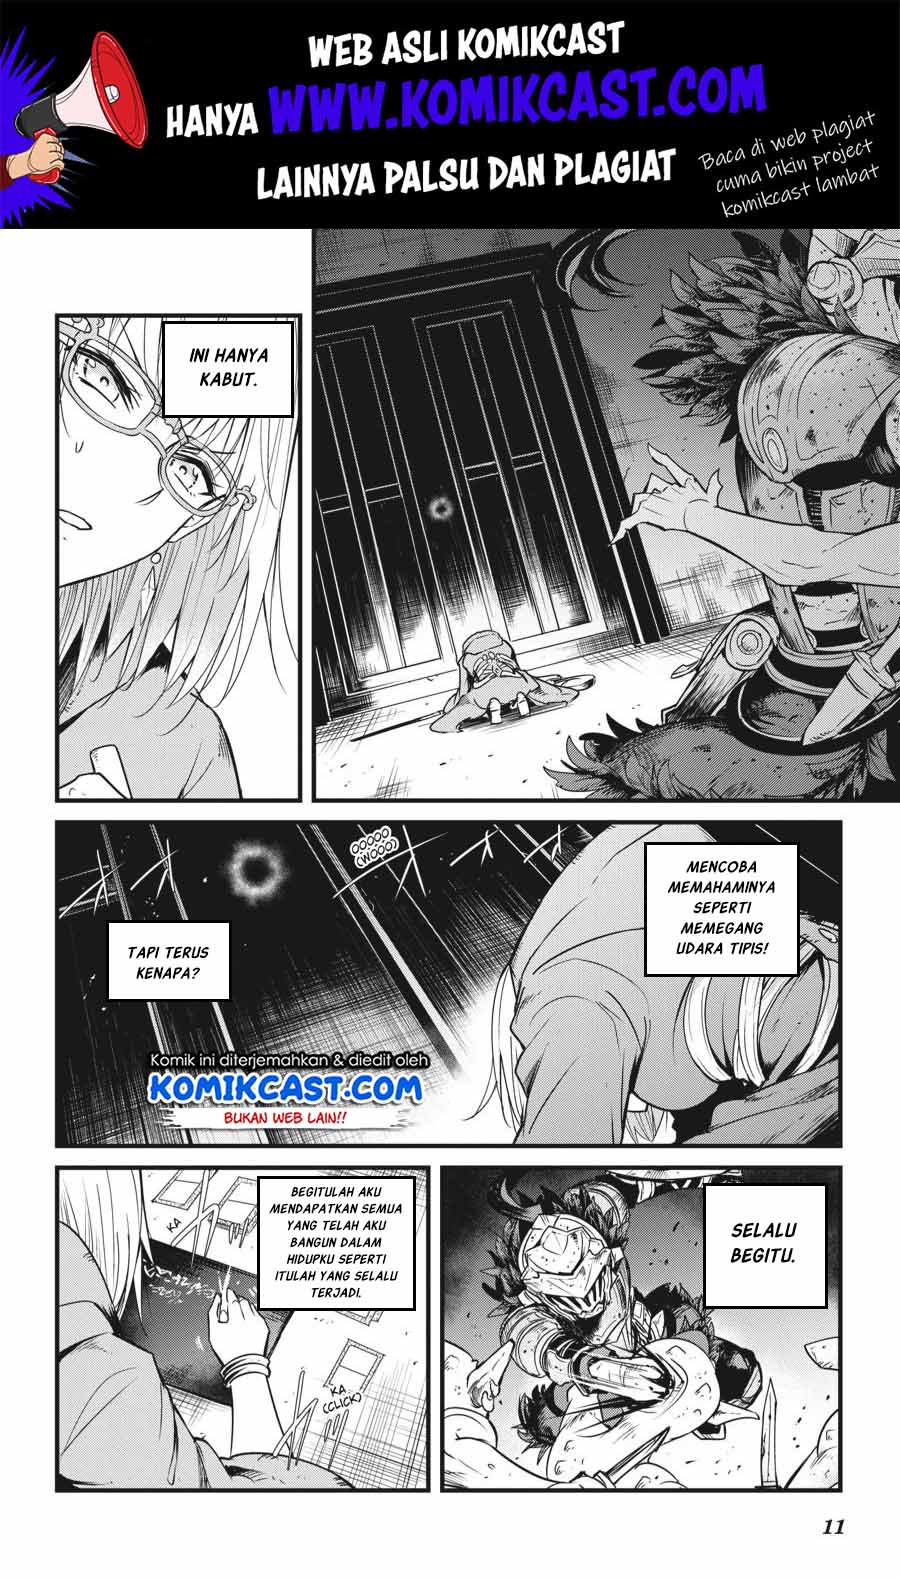 WEB ASLI KOMIKCAST
HANYA WWW.KOMIKCAST.COM
LAINNYA PALSU DAN PLAGIAT
Baca di web plagiat
cuma bikin project
komikcast lambat
INI HANYA
KABUT.
OOOOO
(WOOO)
MENCOBA
MEMAHAMINYA
SEPERTI
MEMEGANG
UDARA TIPIS!
TAPI TERUS
KENAPA?
Komik ini diterjemahkan & diedit oleh
KOMIKCAST.COM
BUKAN WEB LAIN!!
BEGITULAH AKU
MENDAPATKAN SEMUA
YANG TELAH AKU
BANGUN DALAM
HIDUPKU SEPERTI
ITULAH YANG SELALU
TERJADI.
KA
KA
(CLICK)
SELALU
BEGITU.
11